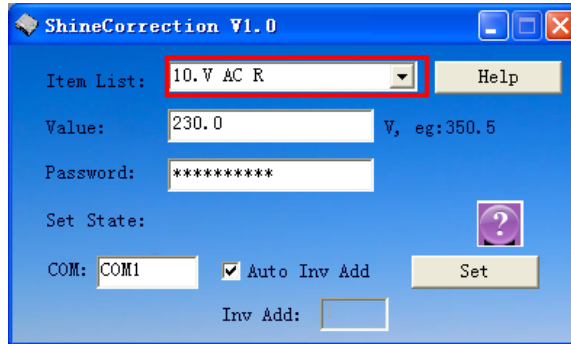 ShineCorrection V1.0
Item List: 10.V AC R Help
Value: 230.0 V, eg:350.5
Password: **********
Set State: ?
COM: COM1 Auto Inv Add Set
Inv Add: